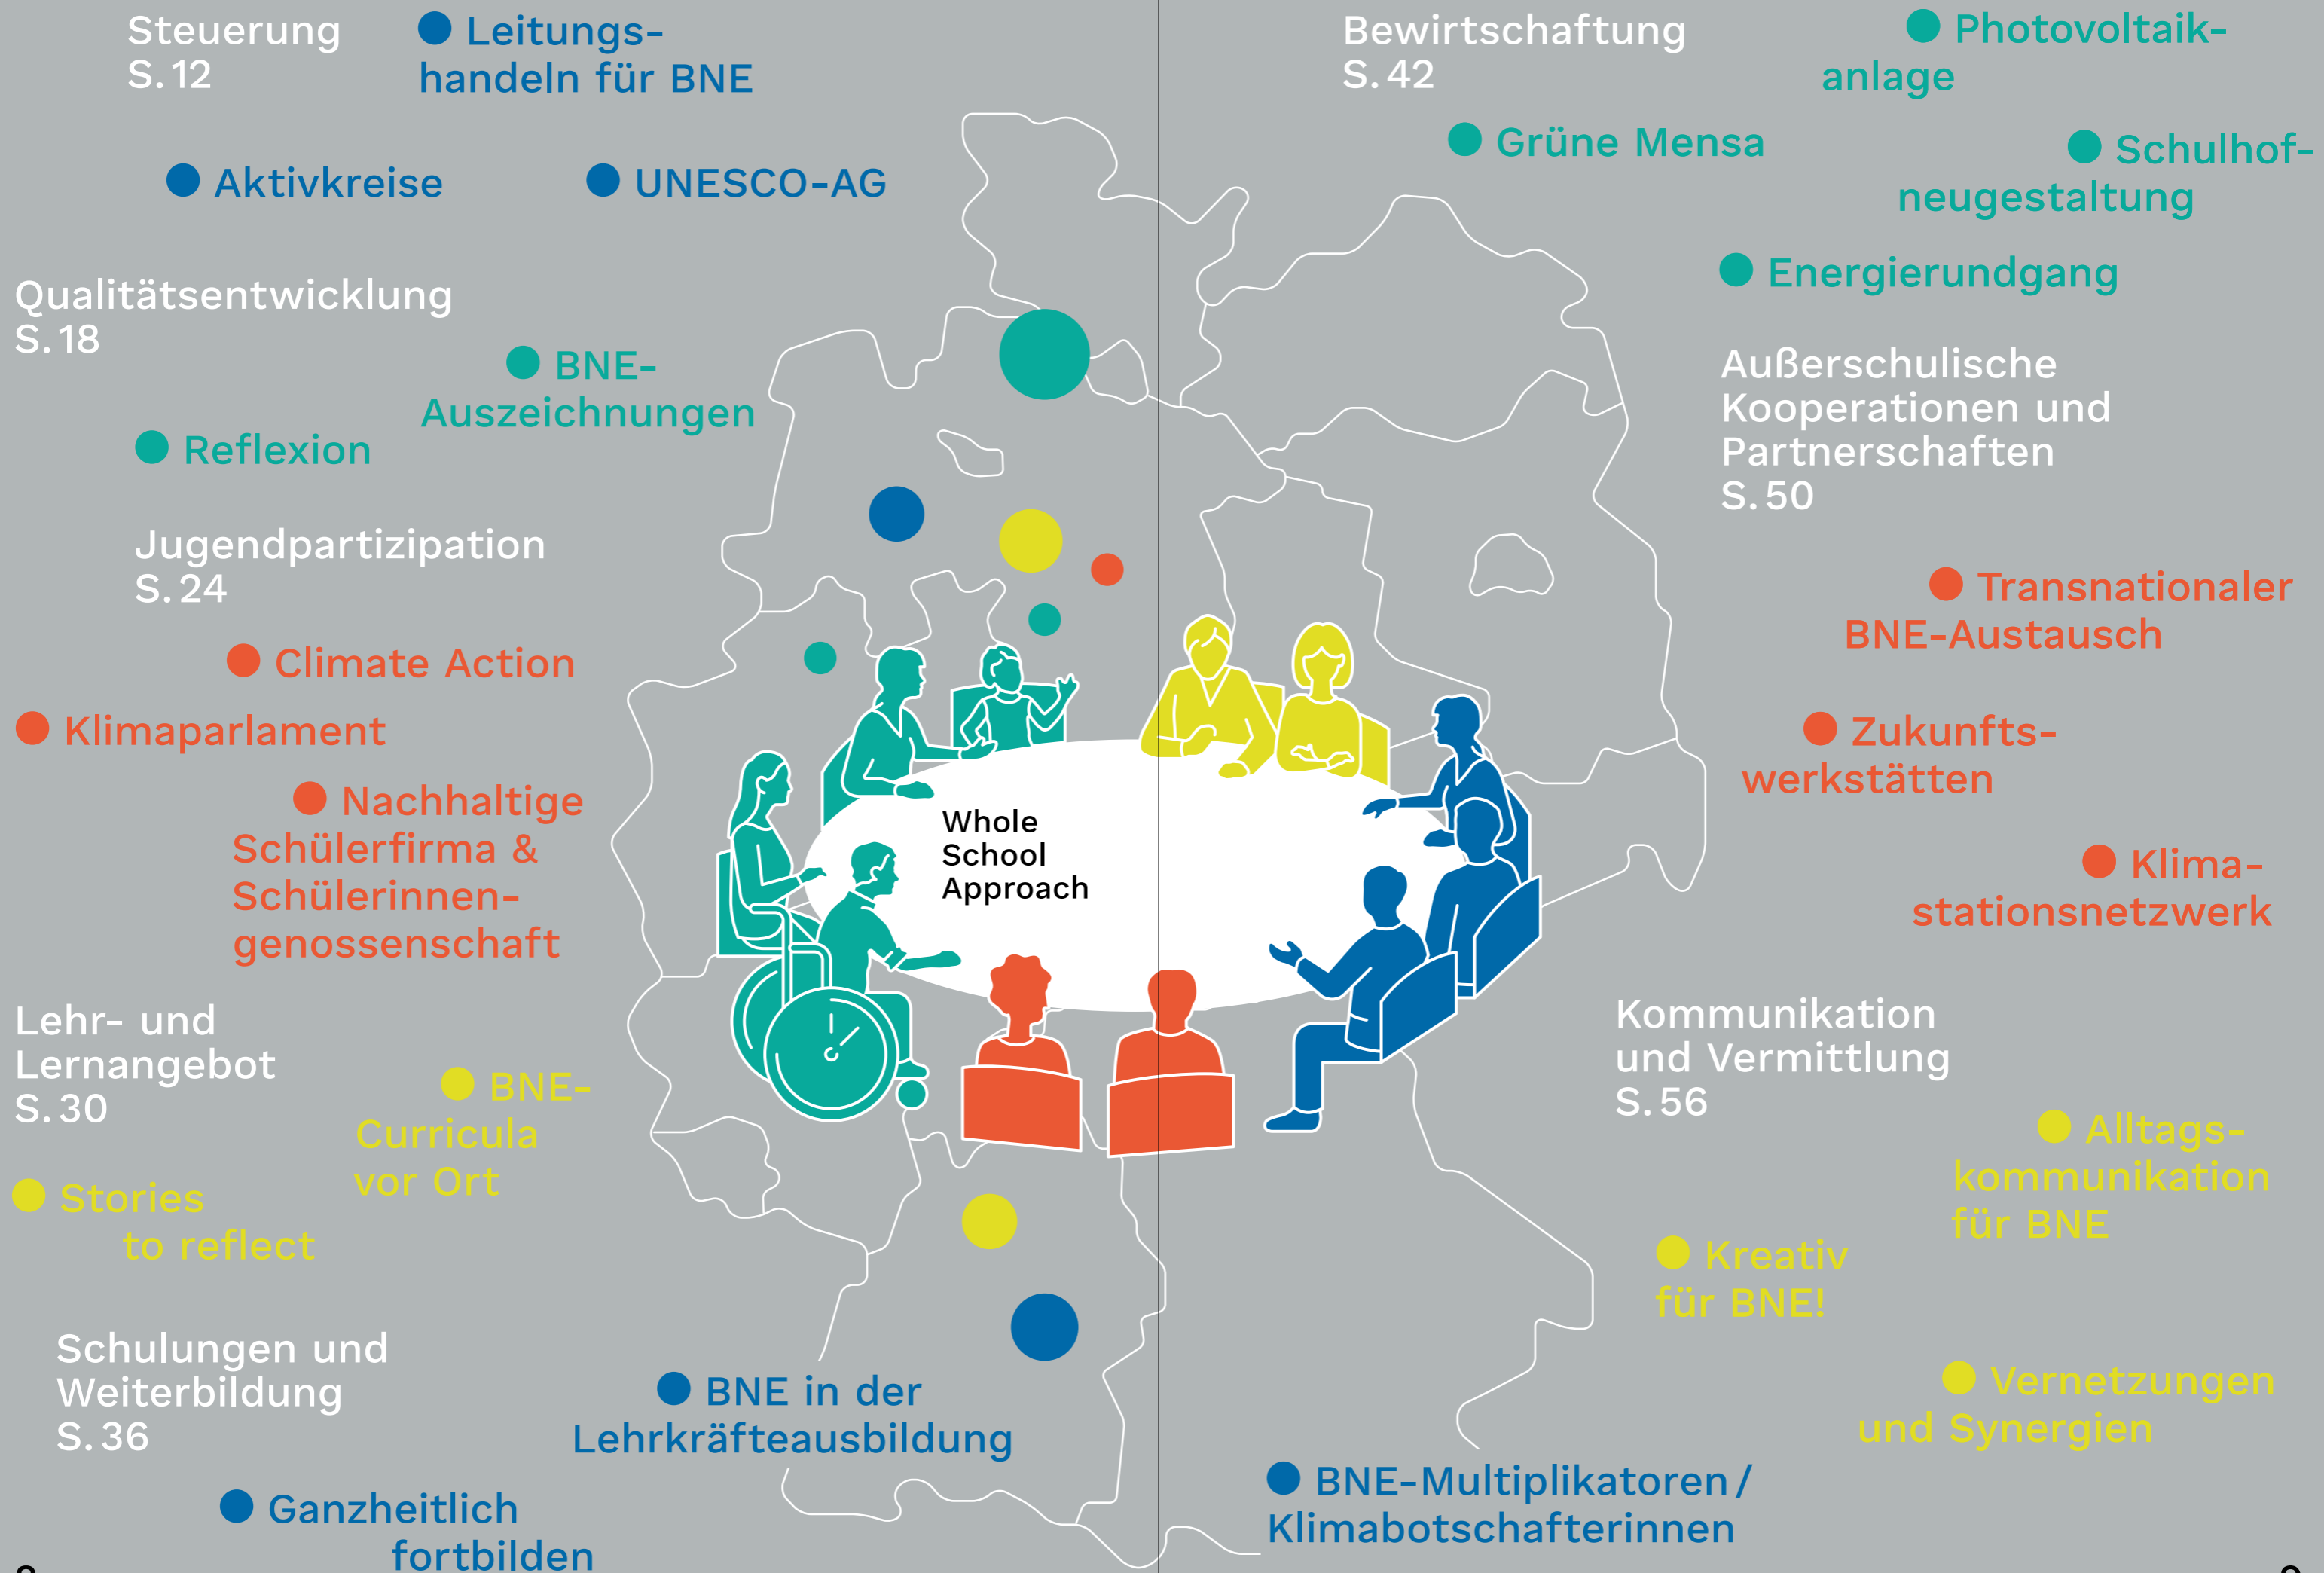 Steuerung
S. 12
Leitungs-
handeln für BNE
Aktivkreise
UNESCO-AG
Qualitätsentwicklung
S. 18
BNE-
Auszeichnungen
Reflexion
Jugendpartizipation
S. 24
Climate Action
Klimaparlament
Nachhaltige
Schülerfirma &
Schülerinnen-
genossenschaft
Lehr- und
Lernangebot
S. 30
BNE-
Curricula
vor Ort
Stories
to reflect
Schulungen und
Weiterbildung
S. 36
BNE in der
Lehrkräfteausbildung
Ganzheitlich
fortbilden
Whole
School
Approach
Bewirtschaftung
S. 42
Photovoltaik-
anlage
Grüne Mensa
Schulhof-
neugestaltung
Energierundgang
Außerschulische
Kooperationen und
Partnerschaften
S. 50
Transnationaler
BNE-Austausch
Zukunfts-
werkstätten
Klima-
stationsnetzwerk
Kommunikation
und Vermittlung
S. 56
Alltags-
kommunikation
für BNE
Kreativ
für BNE!
Vernetzungen
und Synergien
BNE-Multiplikatoren /
Klimabotschafterinnen